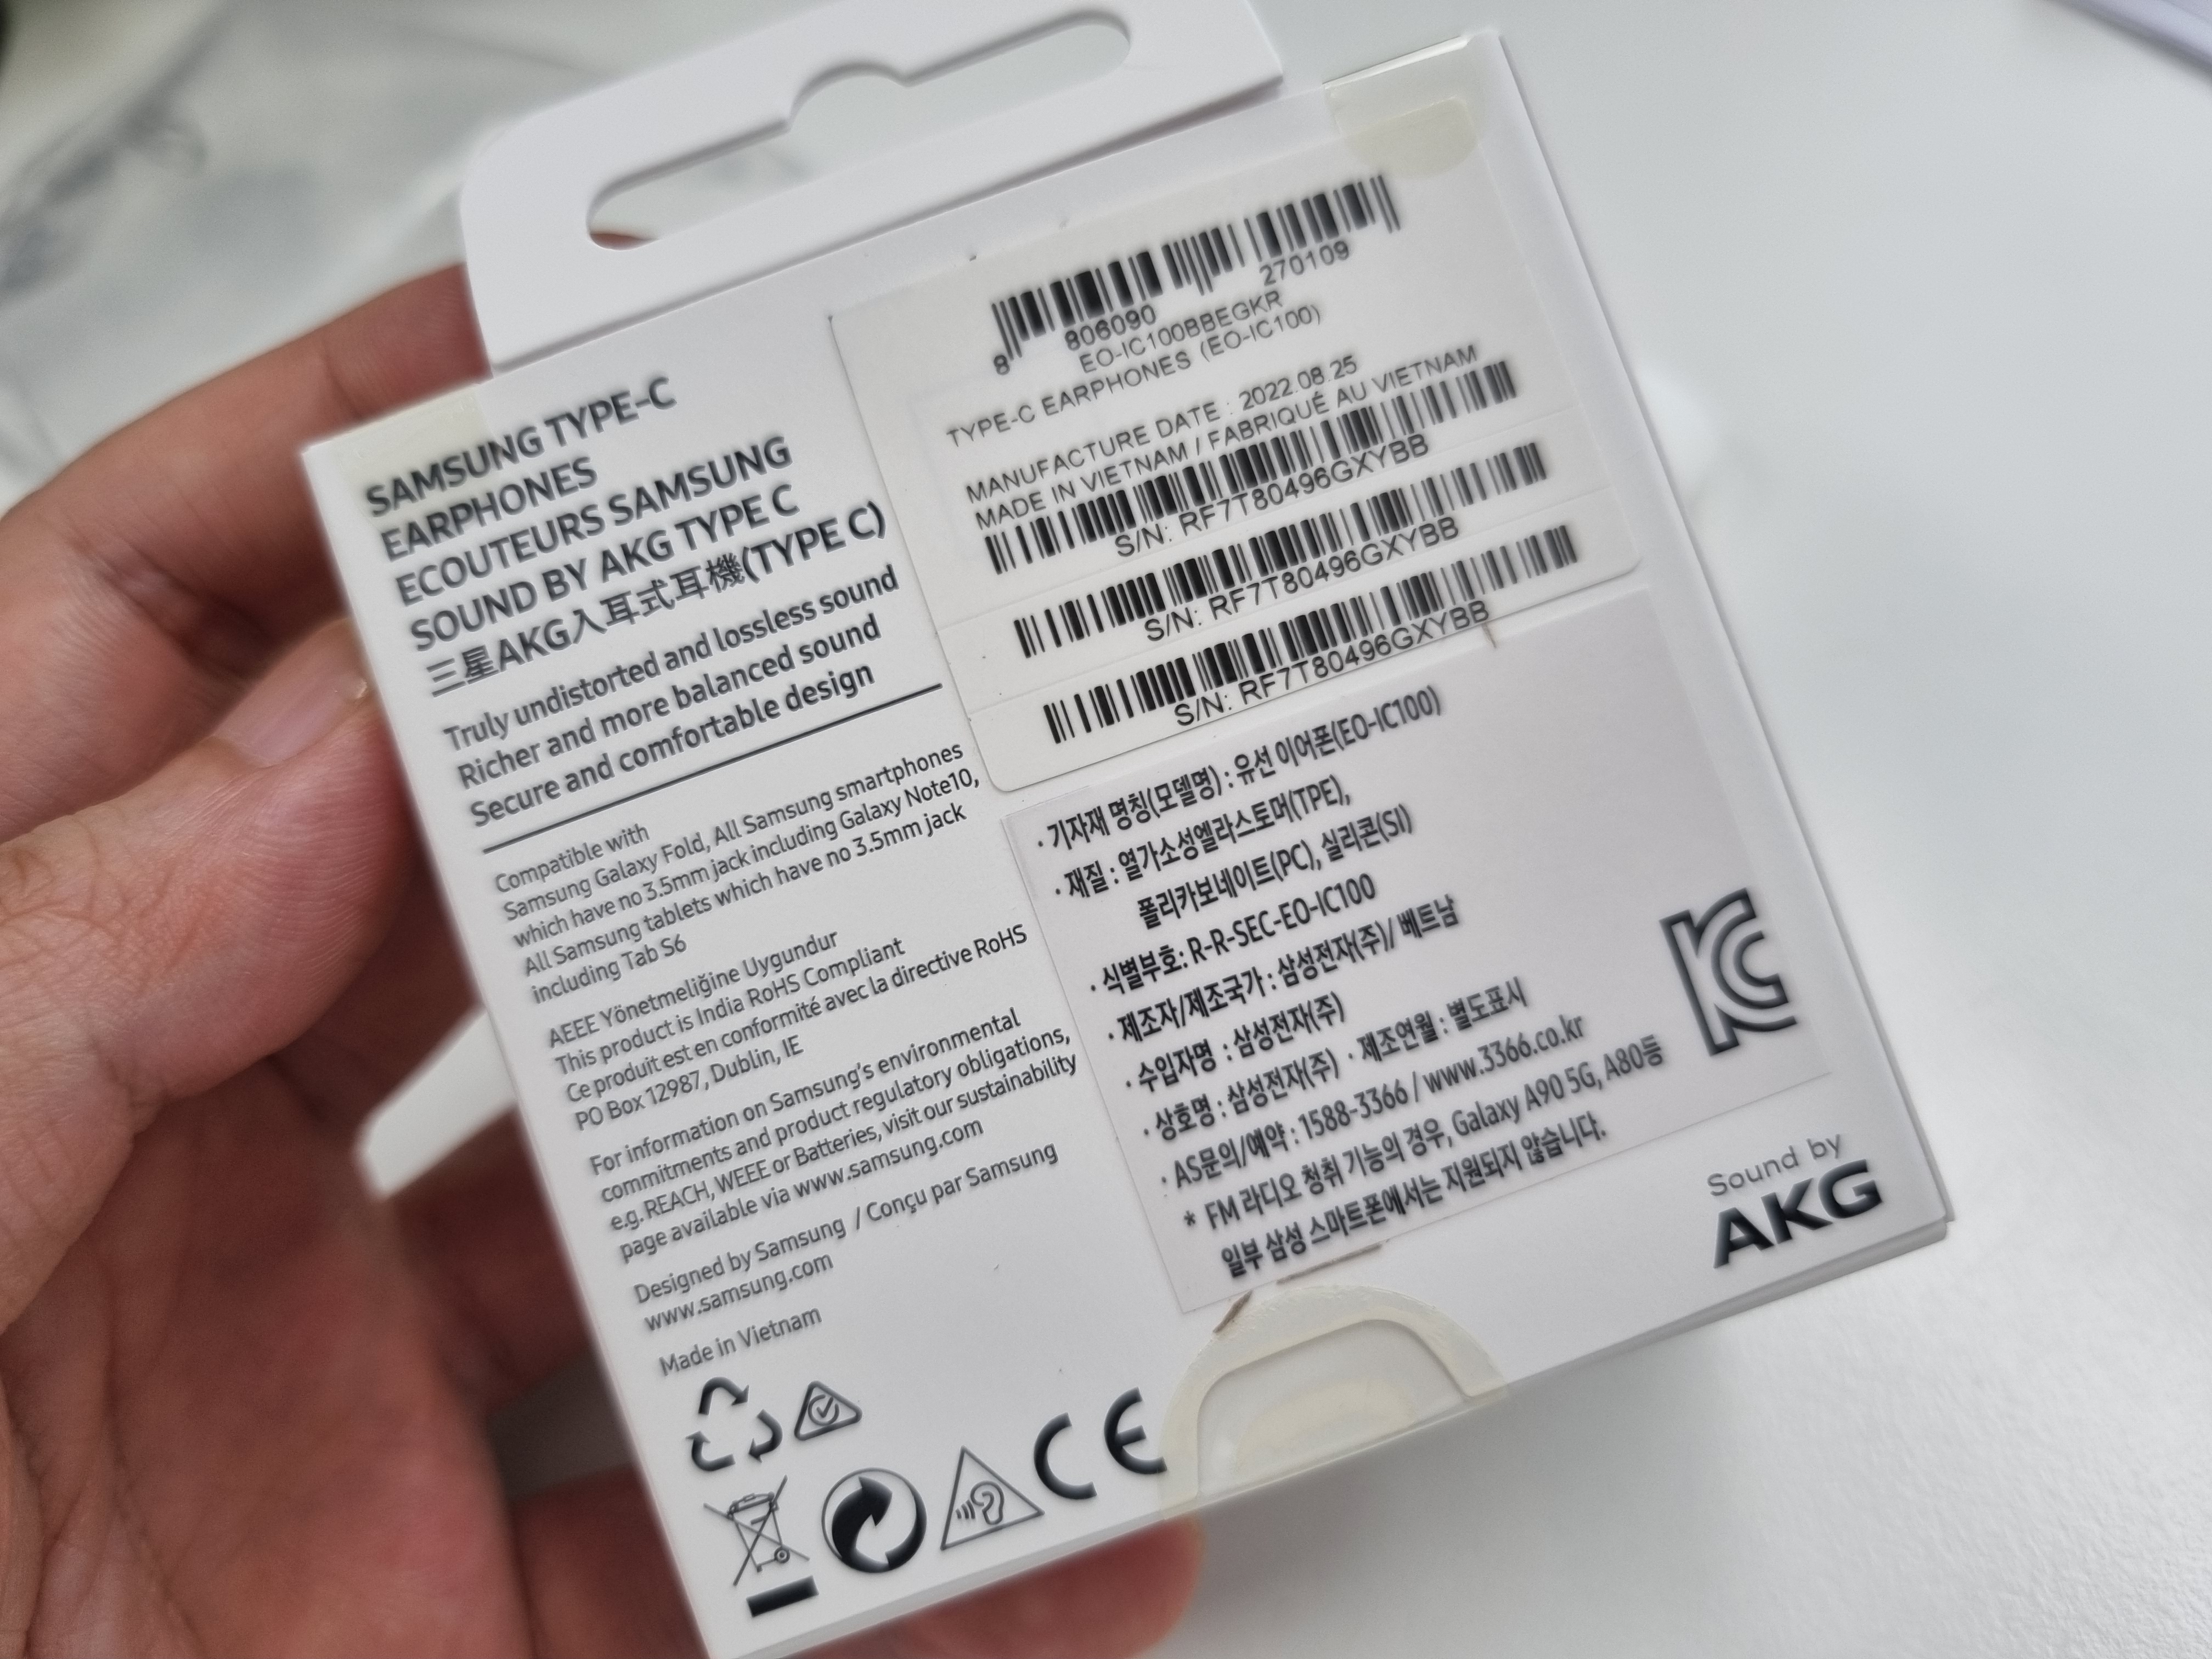 SAMSUNG TYPE-C
EARPHONES
ECOUTEURS SAMSUNG
SOUND BY AKG TYPE C
三星AKG入耳式耳機(TYPE C)
Truly undistorted and lossless sound
Richer and more balanced sound
Secure and comfortable design
Compatible with
Samsung Galaxy Fold, All Samsung smartphones
which have no 3.5mm jack including Galaxy Note10,
All Samsung tablets which have no 3.5mm jack
including Tab S6
AEEE Yönetmeliğine Uygundur
This product is India RoHS Compliant
Ce produit est en conformité avec la directive RoHS
PO Box 12987, Dublin, IE
For information on Samsung's environmental
commitments and product regulatory obligations,
e.g. REACH, WEEE or Batteries, visit our sustainability
page available via www.samsung.com
Designed by Samsung / Conçu par Samsung
www.samsung.com
Made in Vietnam
CE
8 806090 270109
EO-IC100BBEGKR
TYPE-C EARPHONES (EO-IC100)
MANUFACTURE DATE : 2022.08.25
MADE IN VIETNAM / FABRIQUÉ AU VIETNAM
S/N: RF7T80496GXYBB
S/N: RF7T80496GXYBB
S/N: RF7T80496GXYBB
· 기자재 명칭(모델명) : 유선 이어폰(EO-IC100)
· 재질 : 열가소성엘라스토머(TPE),
폴리카보네이트(PC), 실리콘(SI)
· 식별부호: R-R-SEC-EO-IC100
· 제조자/제조국가 : 삼성전자(주)/ 베트남
· 수입자명 : 삼성전자(주)
· 상호명 : 삼성전자(주) · 제조연월 : 별도표시
· AS문의/예약 : 1588-3366 / www.3366.co.kr
* FM 라디오 청취 기능의 경우, Galaxy A90 5G, A80등
일부 삼성 스마트폰에서는 지원되지 않습니다.
KC
Sound by
AKG